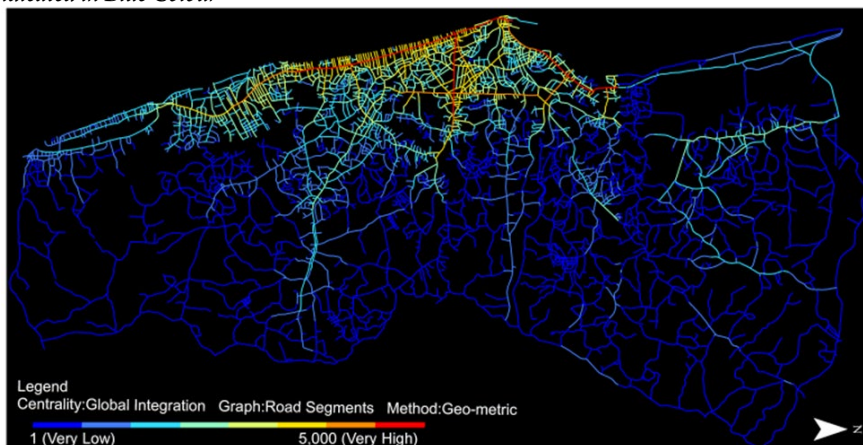 Legend
Centrality:Global Integration Graph:Road Segments Method:Geo-metric
1 (Very Low) 5.000 (Very High)
N